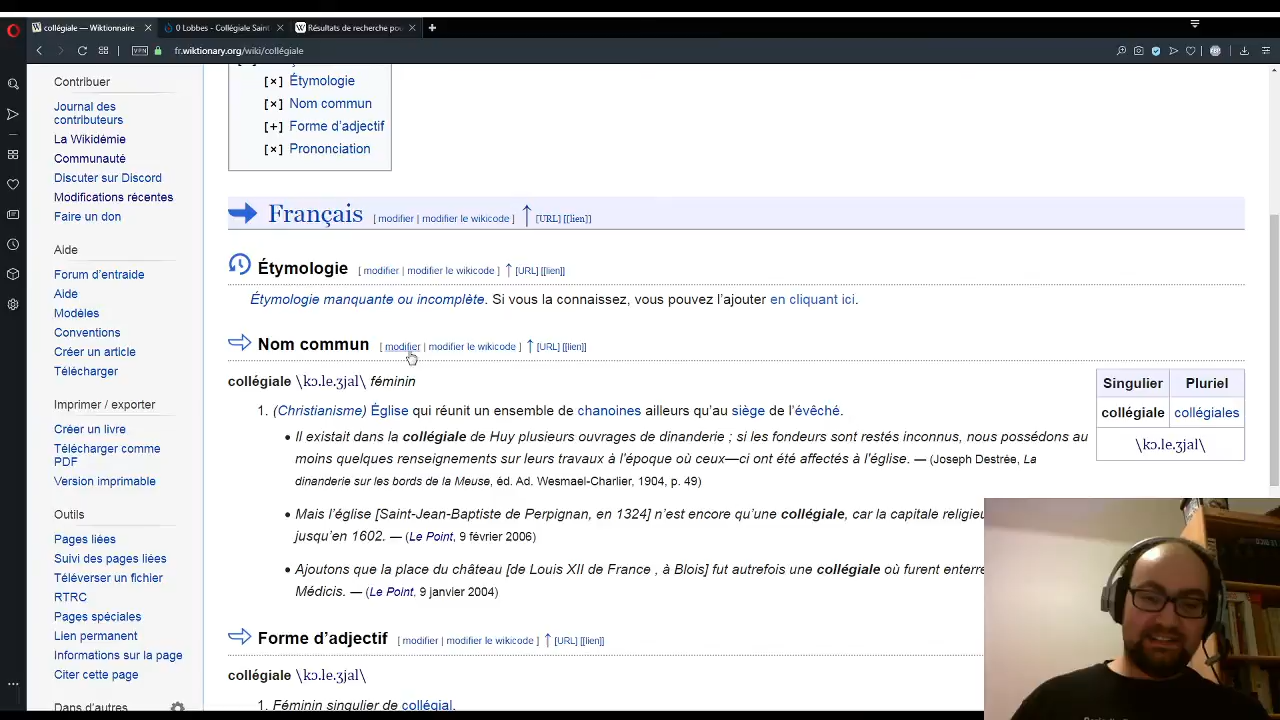 collégiale — Wiktionnaire
0 Lobbes - Collégiale Saint
Résultats de recherche pou
VPN
fr.wiktionary.org/wiki/collégiale
Contribuer
Journal des
contributeurs
La Wikidémie
Communauté
Discuter sur Discord
Modifications récentes
Faire un don
Aide
Forum d'entraide
Aide
Modèles
Conventions
Créer un article
Télécharger
Imprimer / exporter
Créer un livre
Télécharger comme
PDF
Version imprimable
Outils
Pages liées
Suivi des pages liées
Téléverser un fichier
RTRC
Pages spéciales
Lien permanent
Informations sur la page
Citer cette page
Dans d'autres
[×] Étymologie
[×] Nom commun
[+] Forme d’adjectif
[×] Prononciation
Français [ modifier | modifier le wikicode ] ↑ [URL] [[lien]]
Étymologie [ modifier | modifier le wikicode ] ↑ [URL] [[lien]]
Étymologie manquante ou incomplète. Si vous la connaissez, vous pouvez l’ajouter en cliquant ici.
Nom commun [ modifier | modifier le wikicode ] ↑ [URL] [[lien]]
collégiale \kɔ.le.ʒjal\ féminin
1. (Christianisme) Église qui réunit un ensemble de chanoines ailleurs qu’au siège de l’évêché.
• Il existait dans la collégiale de Huy plusieurs ouvrages de dinanderie ; si les fondeurs sont restés inconnus, nous possédons au
moins quelques renseignements sur leurs travaux à l'époque où ceux—ci ont été affectés à l'église. — (Joseph Destrée, La
dinanderie sur les bords de la Meuse, éd. Ad. Wesmael-Charlier, 1904, p. 49)
• Mais l’église [Saint-Jean-Baptiste de Perpignan, en 1324] n’est encore qu’une collégiale, car la capitale religieu
jusqu’en 1602. — (Le Point, 9 février 2006)
• Ajoutons que la place du château [de Louis XII de France , à Blois] fut autrefois une collégiale où furent enterré
Médicis. — (Le Point, 9 janvier 2004)
Singulier Pluriel
collégiale collégiales
\kɔ.le.ʒjal\
Forme d’adjectif [ modifier | modifier le wikicode ] ↑ [URL] [[lien]]
collégiale \kɔ.le.ʒjal\
1. Féminin singulier de collégial.